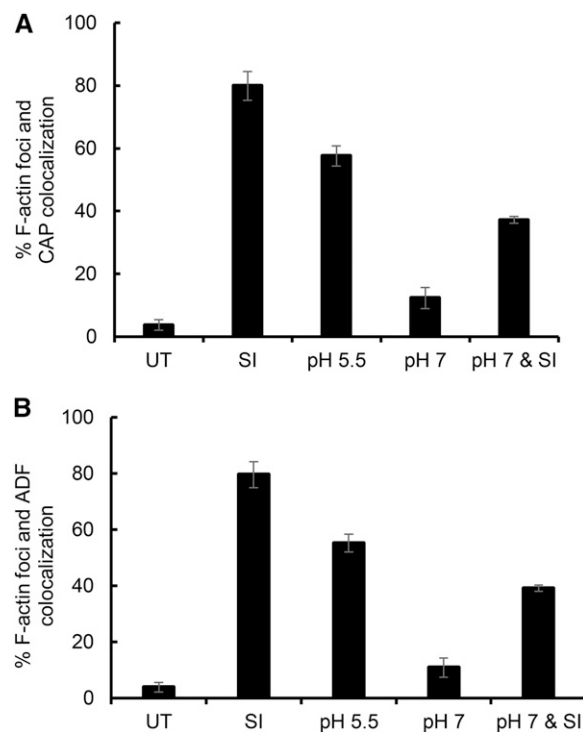 A
% F-actin foci and
CAP colocalization
100
80
60
40
20
0
UT SI pH 5.5 pH 7 pH 7 & SI
B
% F-actin foci and ADF
colocalization
100
80
60
40
20
0
UT SI pH 5.5 pH 7 pH 7 & SI